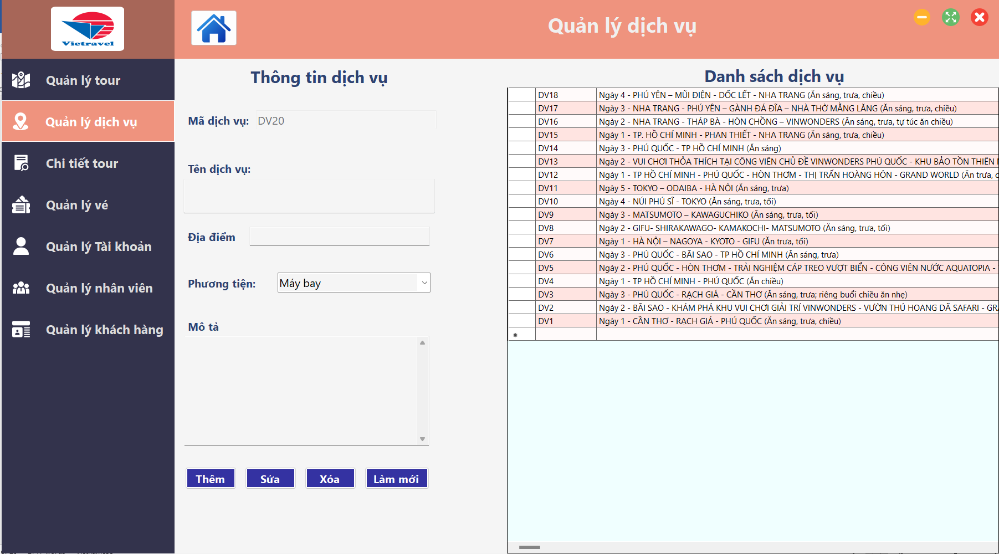 Vietravel
Quản lý dịch vụ
Quản lý tour
Quản lý dịch vụ
Chi tiết tour
Quản lý vé
Quản lý Tài khoản
Quản lý nhân viên
Quản lý khách hàng
Thông tin dịch vụ
Mã dịch vụ: DV20
Tên dịch vụ:
Địa điểm
Phương tiện: Máy bay
Mô tả
Thêm Sửa Xóa Làm mới
Danh sách dịch vụ
DV18 Ngày 4 - PHÚ YÊN – MŨI ĐIỆN - DỐC LẾT - NHA TRANG (Ăn sáng, trưa, chiều)
DV17 Ngày 3 - NHA TRANG - PHÚ YÊN – GÀNH ĐÁ ĐĨA – NHÀ THỜ MẰNG LĂNG (Ăn sáng, trưa, chiều)
DV16 Ngày 2 - NHA TRANG - THÁP BÀ - HÒN CHỒNG – VINWONDERS (Ăn sáng, trưa, tự túc ăn chiều)
DV15 Ngày 1 - TP. HỒ CHÍ MINH - PHAN THIẾT - NHA TRANG (Ăn sáng, trưa, chiều)
DV14 Ngày 3 - PHÚ QUỐC - TP HỒ CHÍ MINH (Ăn sáng)
DV13 Ngày 2 - VUI CHƠI THỎA THÍCH TẠI CÔNG VIÊN CHỦ ĐỀ VINWONDERS PHÚ QUỐC - KHU BẢO TỒN THIÊN
DV12 Ngày 1 - TP HỒ CHÍ MINH - PHÚ QUỐC - HÒN THƠM - THỊ TRẤN HOÀNG HÔN - GRAND WORLD (Ăn trưa,
DV11 Ngày 5 - TOKYO – ODAIBA - HÀ NỘI (Ăn sáng, trưa)
DV10 Ngày 4 - NÚI PHÚ SĨ - TOKYO (Ăn sáng, trưa, tối)
DV9 Ngày 3 - MATSUMOTO – KAWAGUCHIKO (Ăn sáng, trưa, tối)
DV8 Ngày 2 - GIFU- SHIRAKAWAGO- KAMAKOCHI- MATSUMOTO (Ăn sáng, trưa, tối)
DV7 Ngày 1 - HÀ NỘI – NAGOYA - KYOTO - GIFU (Ăn trưa, tối)
DV6 Ngày 3 - PHÚ QUỐC - BÃI SAO - TP HỒ CHÍ MINH (Ăn sáng, trưa)
DV5 Ngày 2 - PHÚ QUỐC - HÒN THƠM - TRẢI NGHIỆM CÁP TREO VƯỢT BIỂN - CÔNG VIÊN NƯỚC AQUATOPIA -
DV4 Ngày 1 - TP HỒ CHÍ MINH - PHÚ QUỐC (Ăn chiều)
DV3 Ngày 3 - PHÚ QUỐC - RẠCH GIÁ - CẦN THƠ (Ăn sáng, trưa; riêng buổi chiều ăn nhẹ)
DV2 Ngày 2 - BÃI SAO - KHÁM PHÁ KHU VUI CHƠI GIẢI TRÍ VINWONDERS - VƯỜN THÚ HOANG DÃ SAFARI -
DV1 Ngày 1 - CẦN THƠ - RẠCH GIÁ - PHÚ QUỐC (Ăn sáng, trưa, chiều)